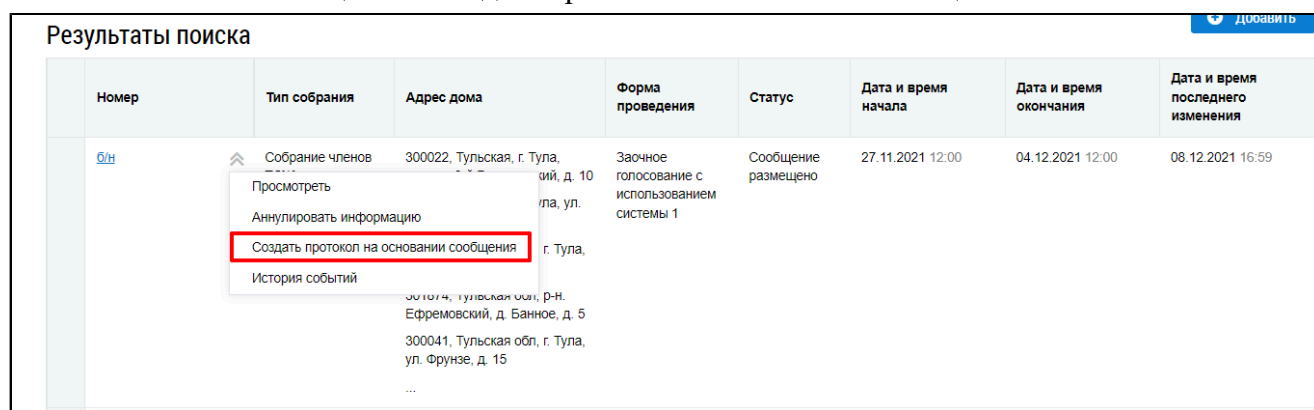 Результаты поиска
Добавить
Номер
Тип собрания
Адрес дома
Форма
проведения
Статус
Дата и время
начала
Дата и время
окончания
Дата и время
последнего
изменения
б/н
Собрание членов
300022, Тульская, г. Тула,
д. 10
ул.
г. Тула,
301874, Тульская обл, р-н.
Ефремовский, д. Банное, д. 5
300041, Тульская обл, г. Тула,
ул. Фрунзе, д. 15
...
Заочное
голосование с
использованием
системы 1
Сообщение
размещено
27.11.2021 12:00
04.12.2021 12:00
08.12.2021 16:59
Просмотреть
Аннулировать информацию
Создать протокол на основании сообщения
История событий